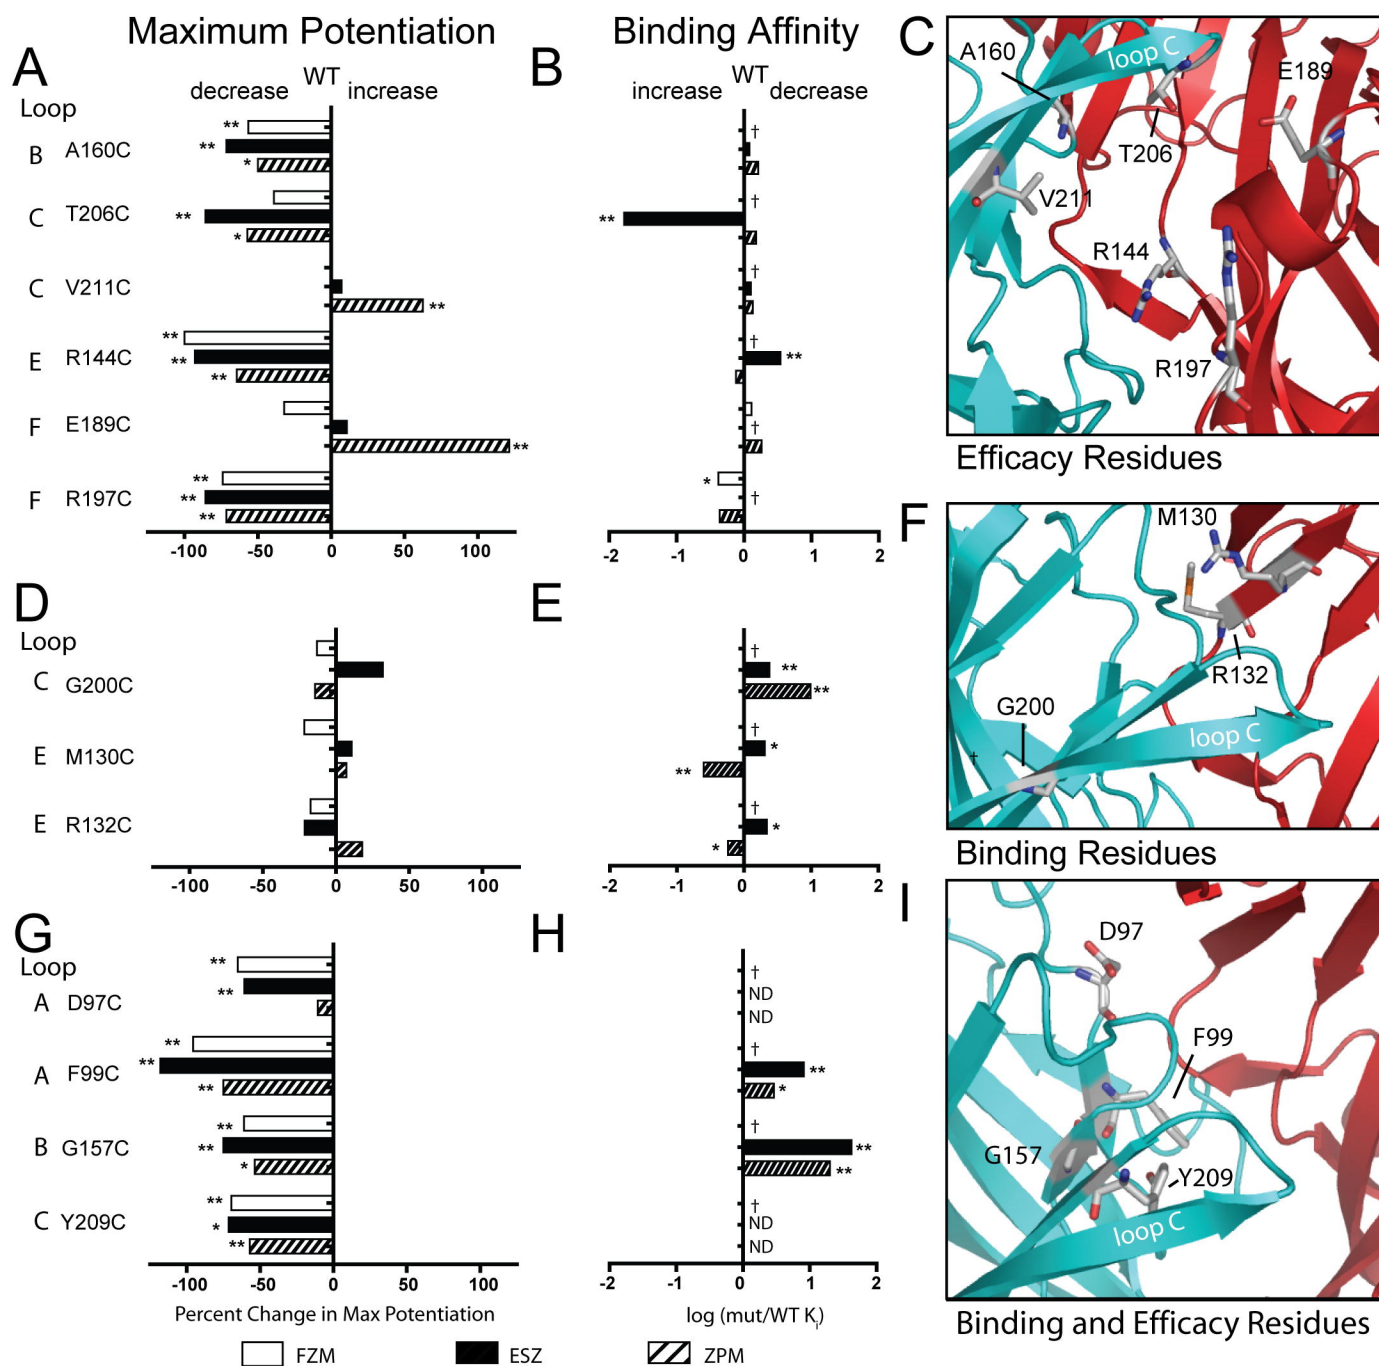 Maximum Potentiation
Binding Affinity
A
WT
decrease
increase
Loop
B A160C
** ** *
C T206C
** *
C V211C
**
E R144C
** ** **
F E189C
**
F R197C
** ** **
-100 -50 0 50 100
B
WT
increase
decrease
†
†
**
†
†
**
†
*
†
-2 -1 0 1 2
C
A160
loop C
E189
T206
V211
R144
R197
Efficacy Residues
D
Loop
C G200C
E M130C
E R132C
-100 -50 0 50 100
E
†
**
**
†
*
**
†
*
*
-2 -1 0 1 2
F
M130
R132
G200
loop C
†
Binding Residues
G
Loop
A D97C
** **
A F99C
** ** **
B G157C
** ** *
C Y209C
** * **
-100 -50 0 50 100
Percent Change in Max Potentiation
H
†
ND
ND
†
**
*
†
**
**
†
ND
ND
-2 -1 0 1 2
log (mut/WT Ki)
I
D97
F99
G157
Y209
loop C
Binding and Efficacy Residues
FZM ESZ ZPM